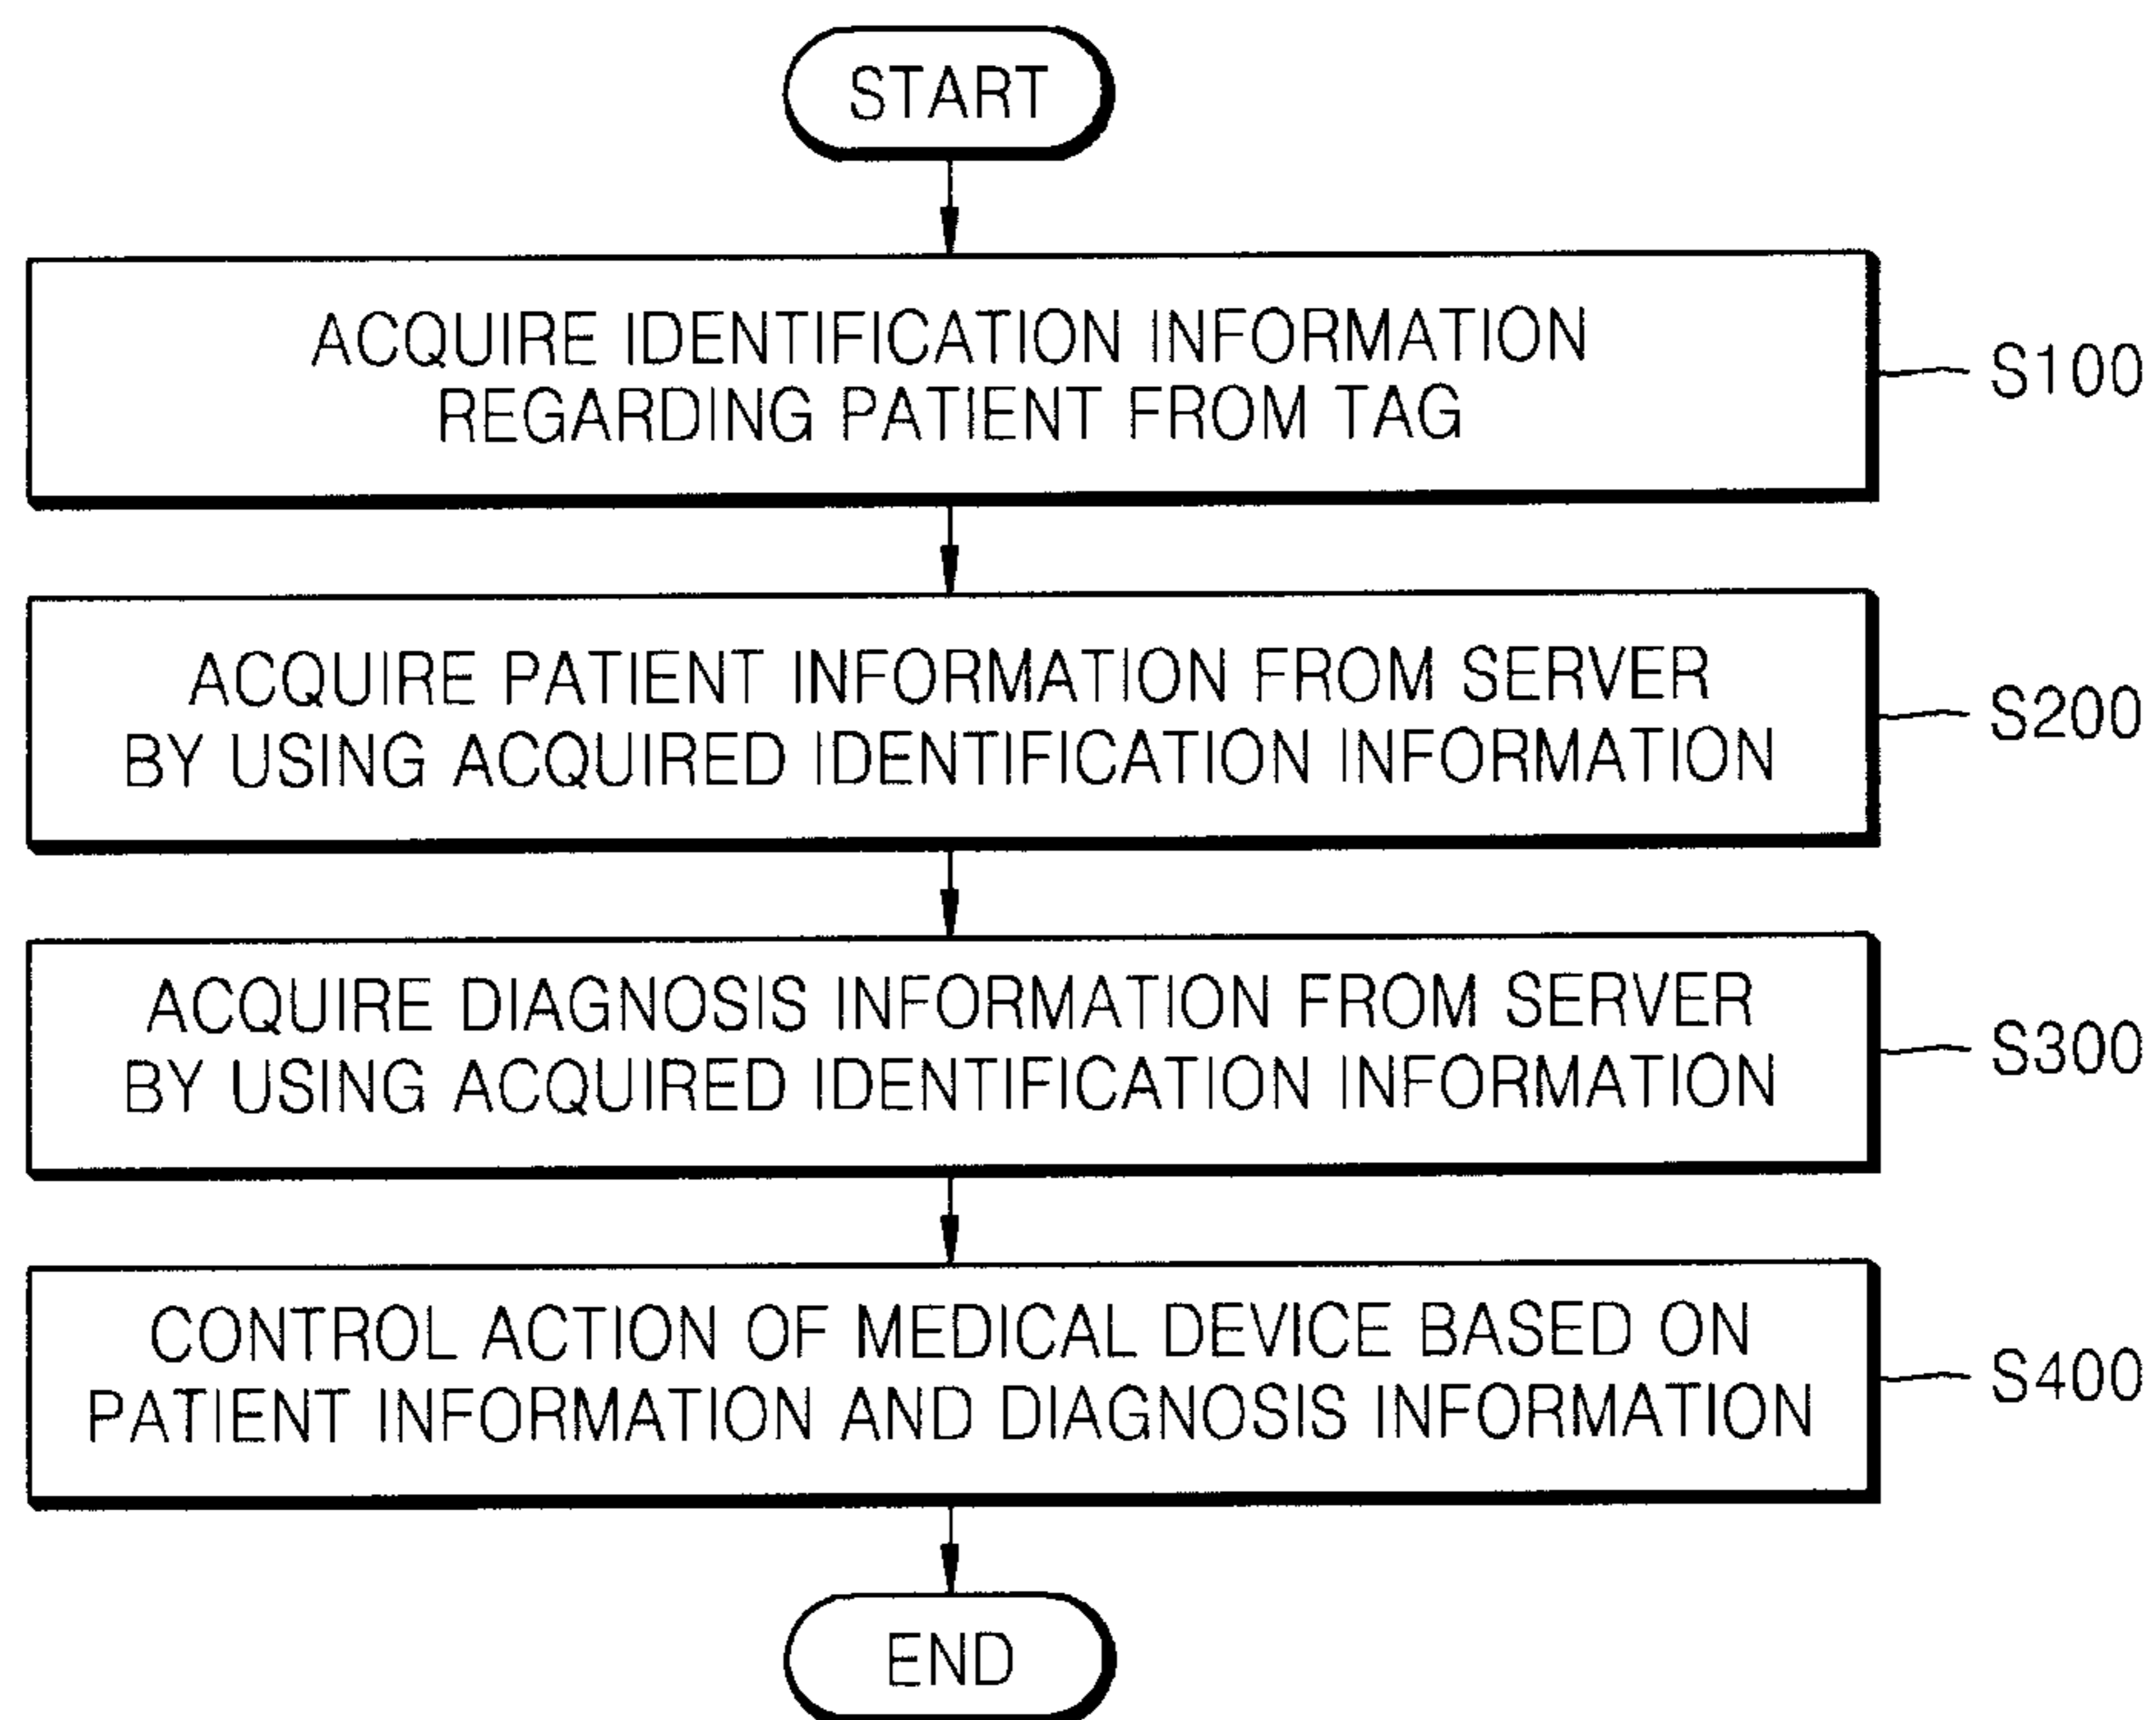 START
ACQUIRE IDENTIFICATION INFORMATION
REGARDING PATIENT FROM TAG
S100
ACQUIRE PATIENT INFORMATION FROM SERVER
BY USING ACQUIRED IDENTIFICATION INFORMATION
S200
ACQUIRE DIAGNOSIS INFORMATION FROM SERVER
BY USING ACQUIRED IDENTIFICATION INFORMATION
S300
CONTROL ACTION OF MEDICAL DEVICE BASED ON
PATIENT INFORMATION AND DIAGNOSIS INFORMATION
S400
END